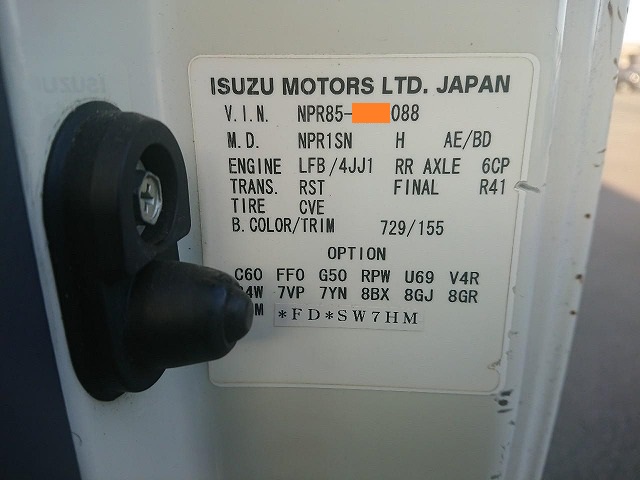 ISUZU MOTORS LTD. JAPAN
V.I.N. NPR85- 088
M.D. NPR1SN H AE/BD
ENGINE LFB/4JJ1 RR AXLE 6CP
TRANS. RST FINAL R41
TIRE CVE
B.COLOR/TRIM 729/155
OPTION
C60 FF0 G50 RPW U69 V4R
4W 7VP 7YN 8BX 8GJ 8GR
M *FD*SW7HM